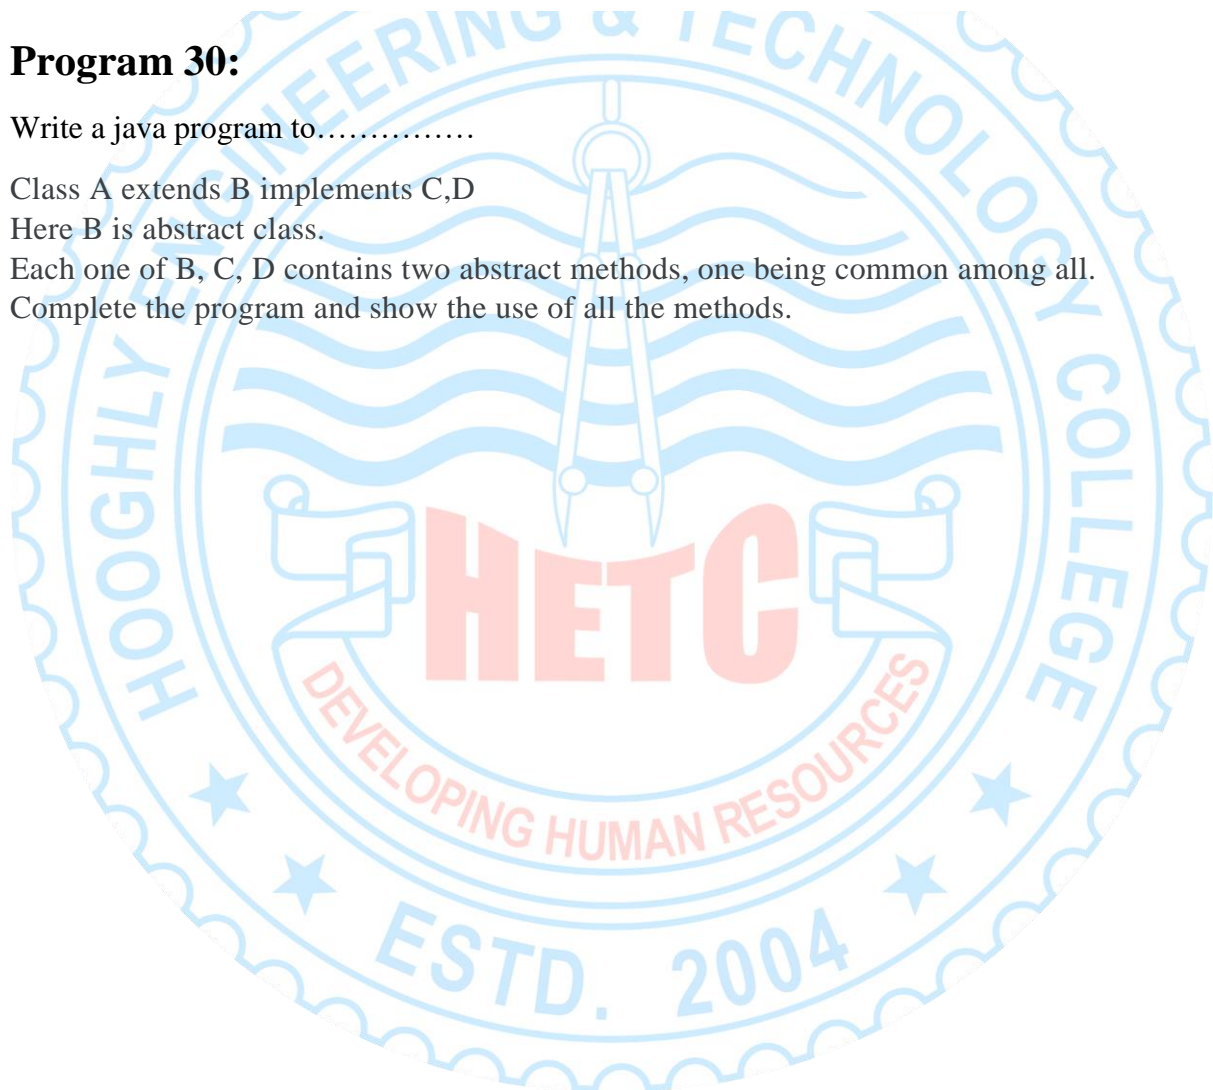 Program 30:
Write a java program to……………
Class A extends B implements C,D
Here B is abstract class.
Each one of B, C, D contains two abstract methods, one being common among all.
Complete the program and show the use of all the methods.
HOOGHLY ENGINEERING & TECHNOLOGY COLLEGE
HETC
DEVELOPING HUMAN RESOURCES
ESTD. 2004